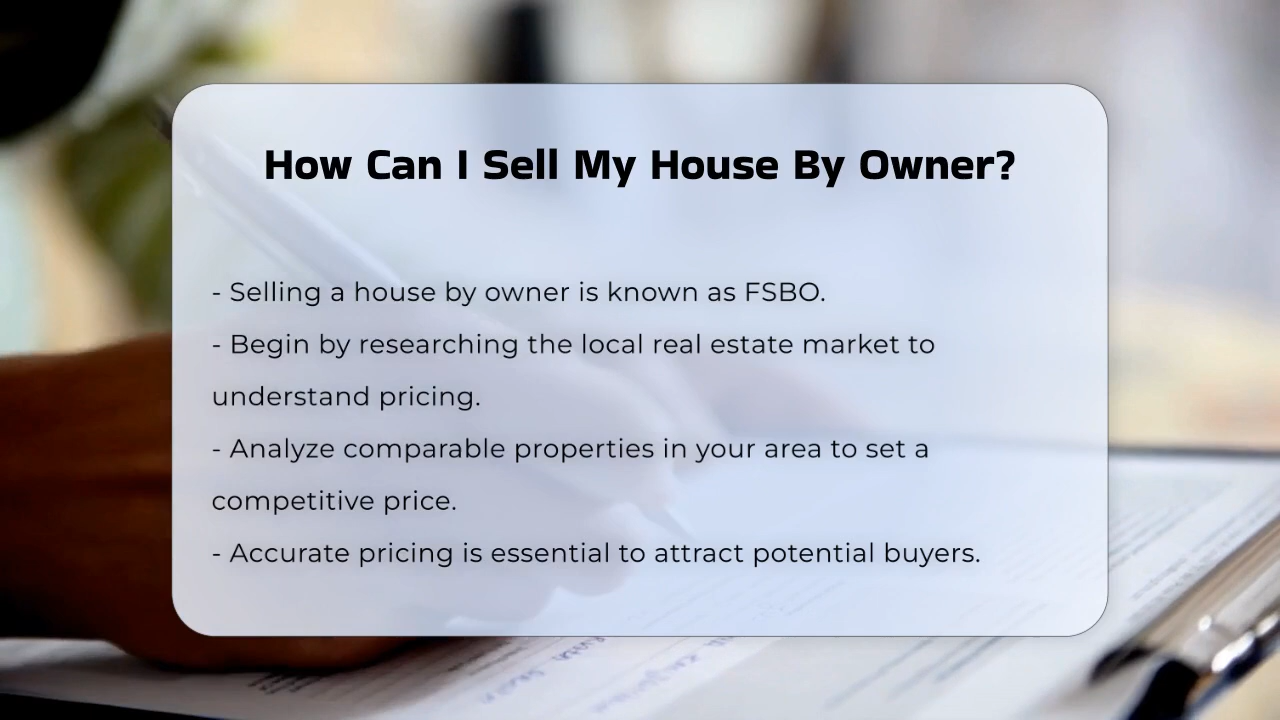 How Can I Sell My House By Owner?
- Selling a house by owner is known as FSBO.
- Begin by researching the local real estate market to
understand pricing.
- Analyze comparable properties in your area to set a
competitive price.
- Accurate pricing is essential to attract potential buyers.